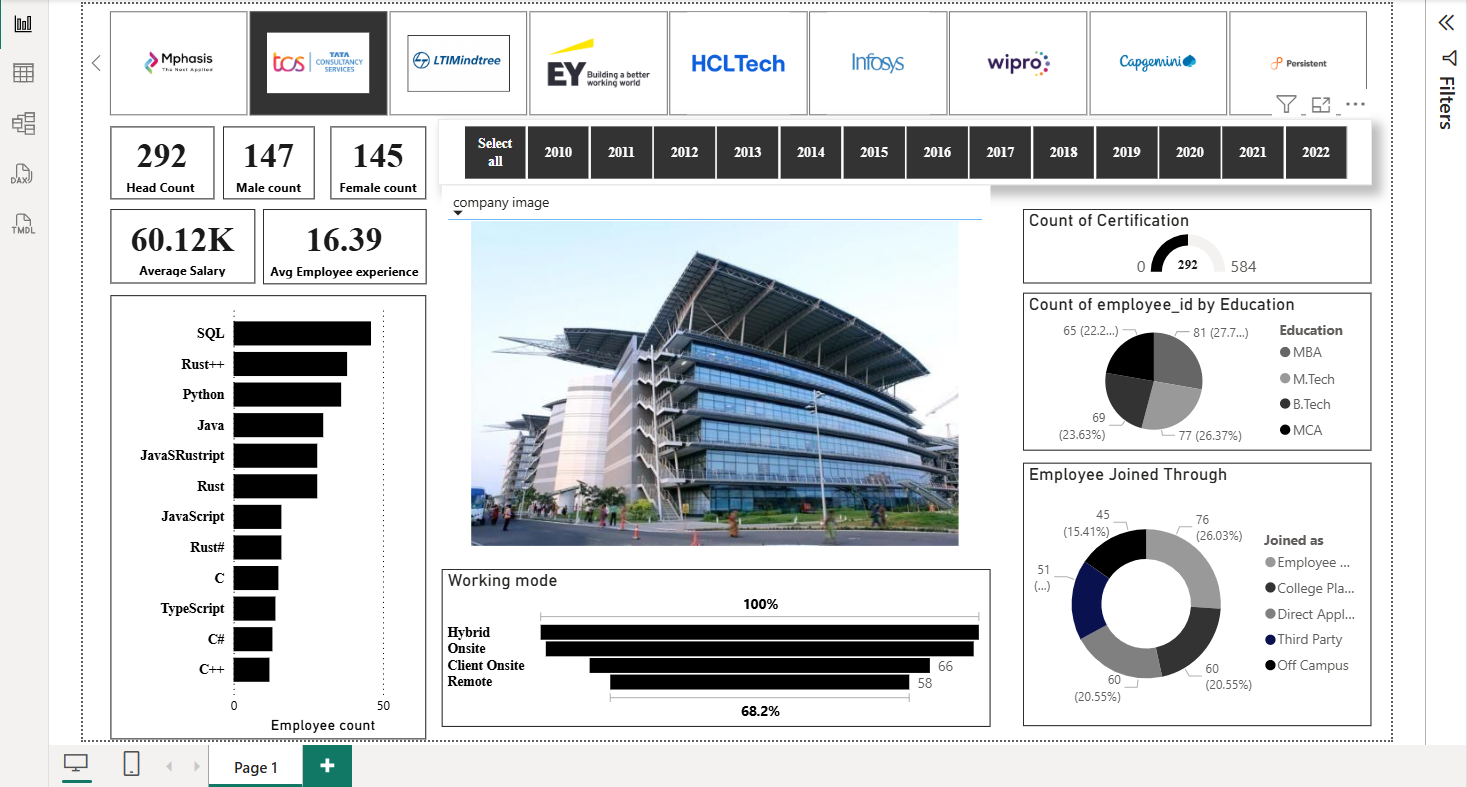 DAX
TMDL
Mphasis
The Next Applied
tcs TATA CONSULTANCY SERVICES
LTIMindtree
EY Building a better working world
HCLTech
Infosys
wipro
Capgemini
Persistent
Filters
292
Head Count
147
Male count
145
Female count
Select all
2010
2011
2012
2013
2014
2015
2016
2017
2018
2019
2020
2021
2022
60.12K
Average Salary
16.39
Avg Employee experience
company image
Count of Certification
0
292
584
SQL
Rust++
Python
Java
JavaSRustript
Rust
JavaScript
Rust#
C
TypeScript
C#
C++
0
50
Employee count
Count of employee_id by Education
65 (22.2...)
81 (27.7...)
69
(23.63%)
77 (26.37%)
Education
MBA
M.Tech
B.Tech
MCA
Working mode
100%
Hybrid
Onsite
Client Onsite
66
Remote
58
68.2%
Employee Joined Through
45
(15.41%)
76
(26.03%)
51
(...)
60
(20.55%)
60
(20.55%)
Joined as
Employee ...
College Pla...
Direct Appl...
Third Party
Off Campus
Page 1